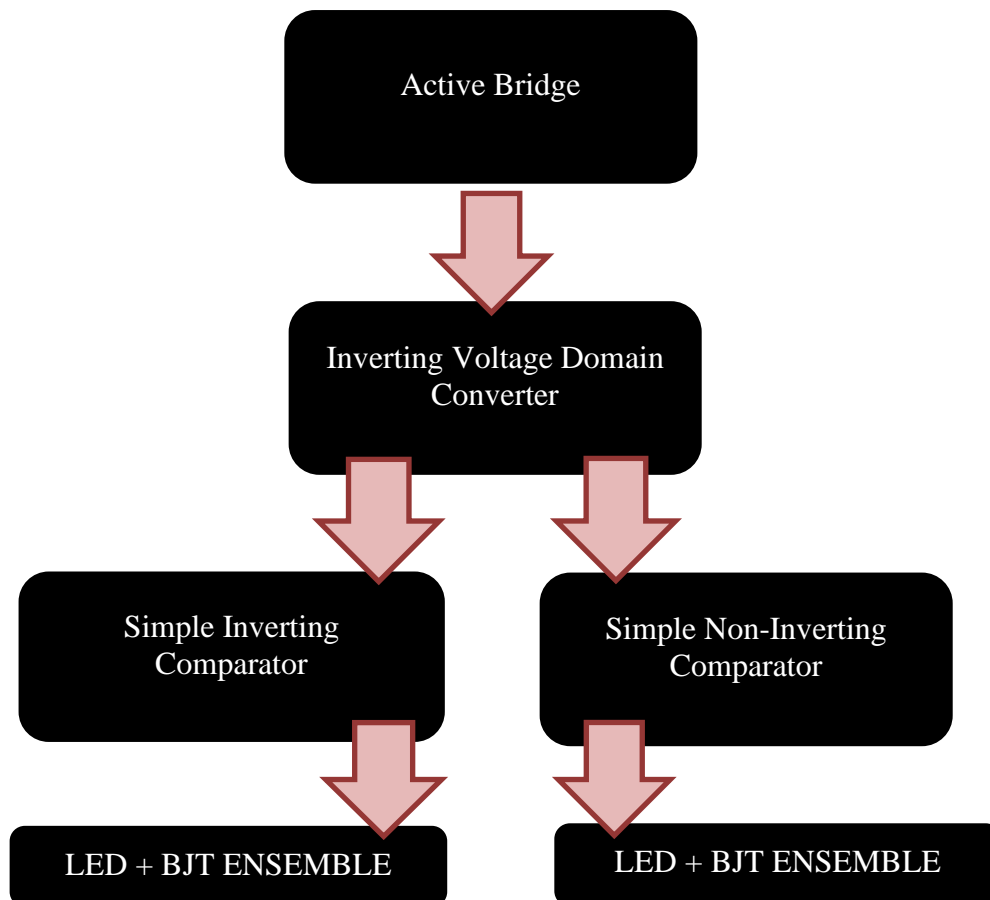 Active Bridge
Inverting Voltage Domain
Converter
Simple Inverting
Comparator
Simple Non-Inverting
Comparator
LED + BJT ENSEMBLE
LED + BJT ENSEMBLE